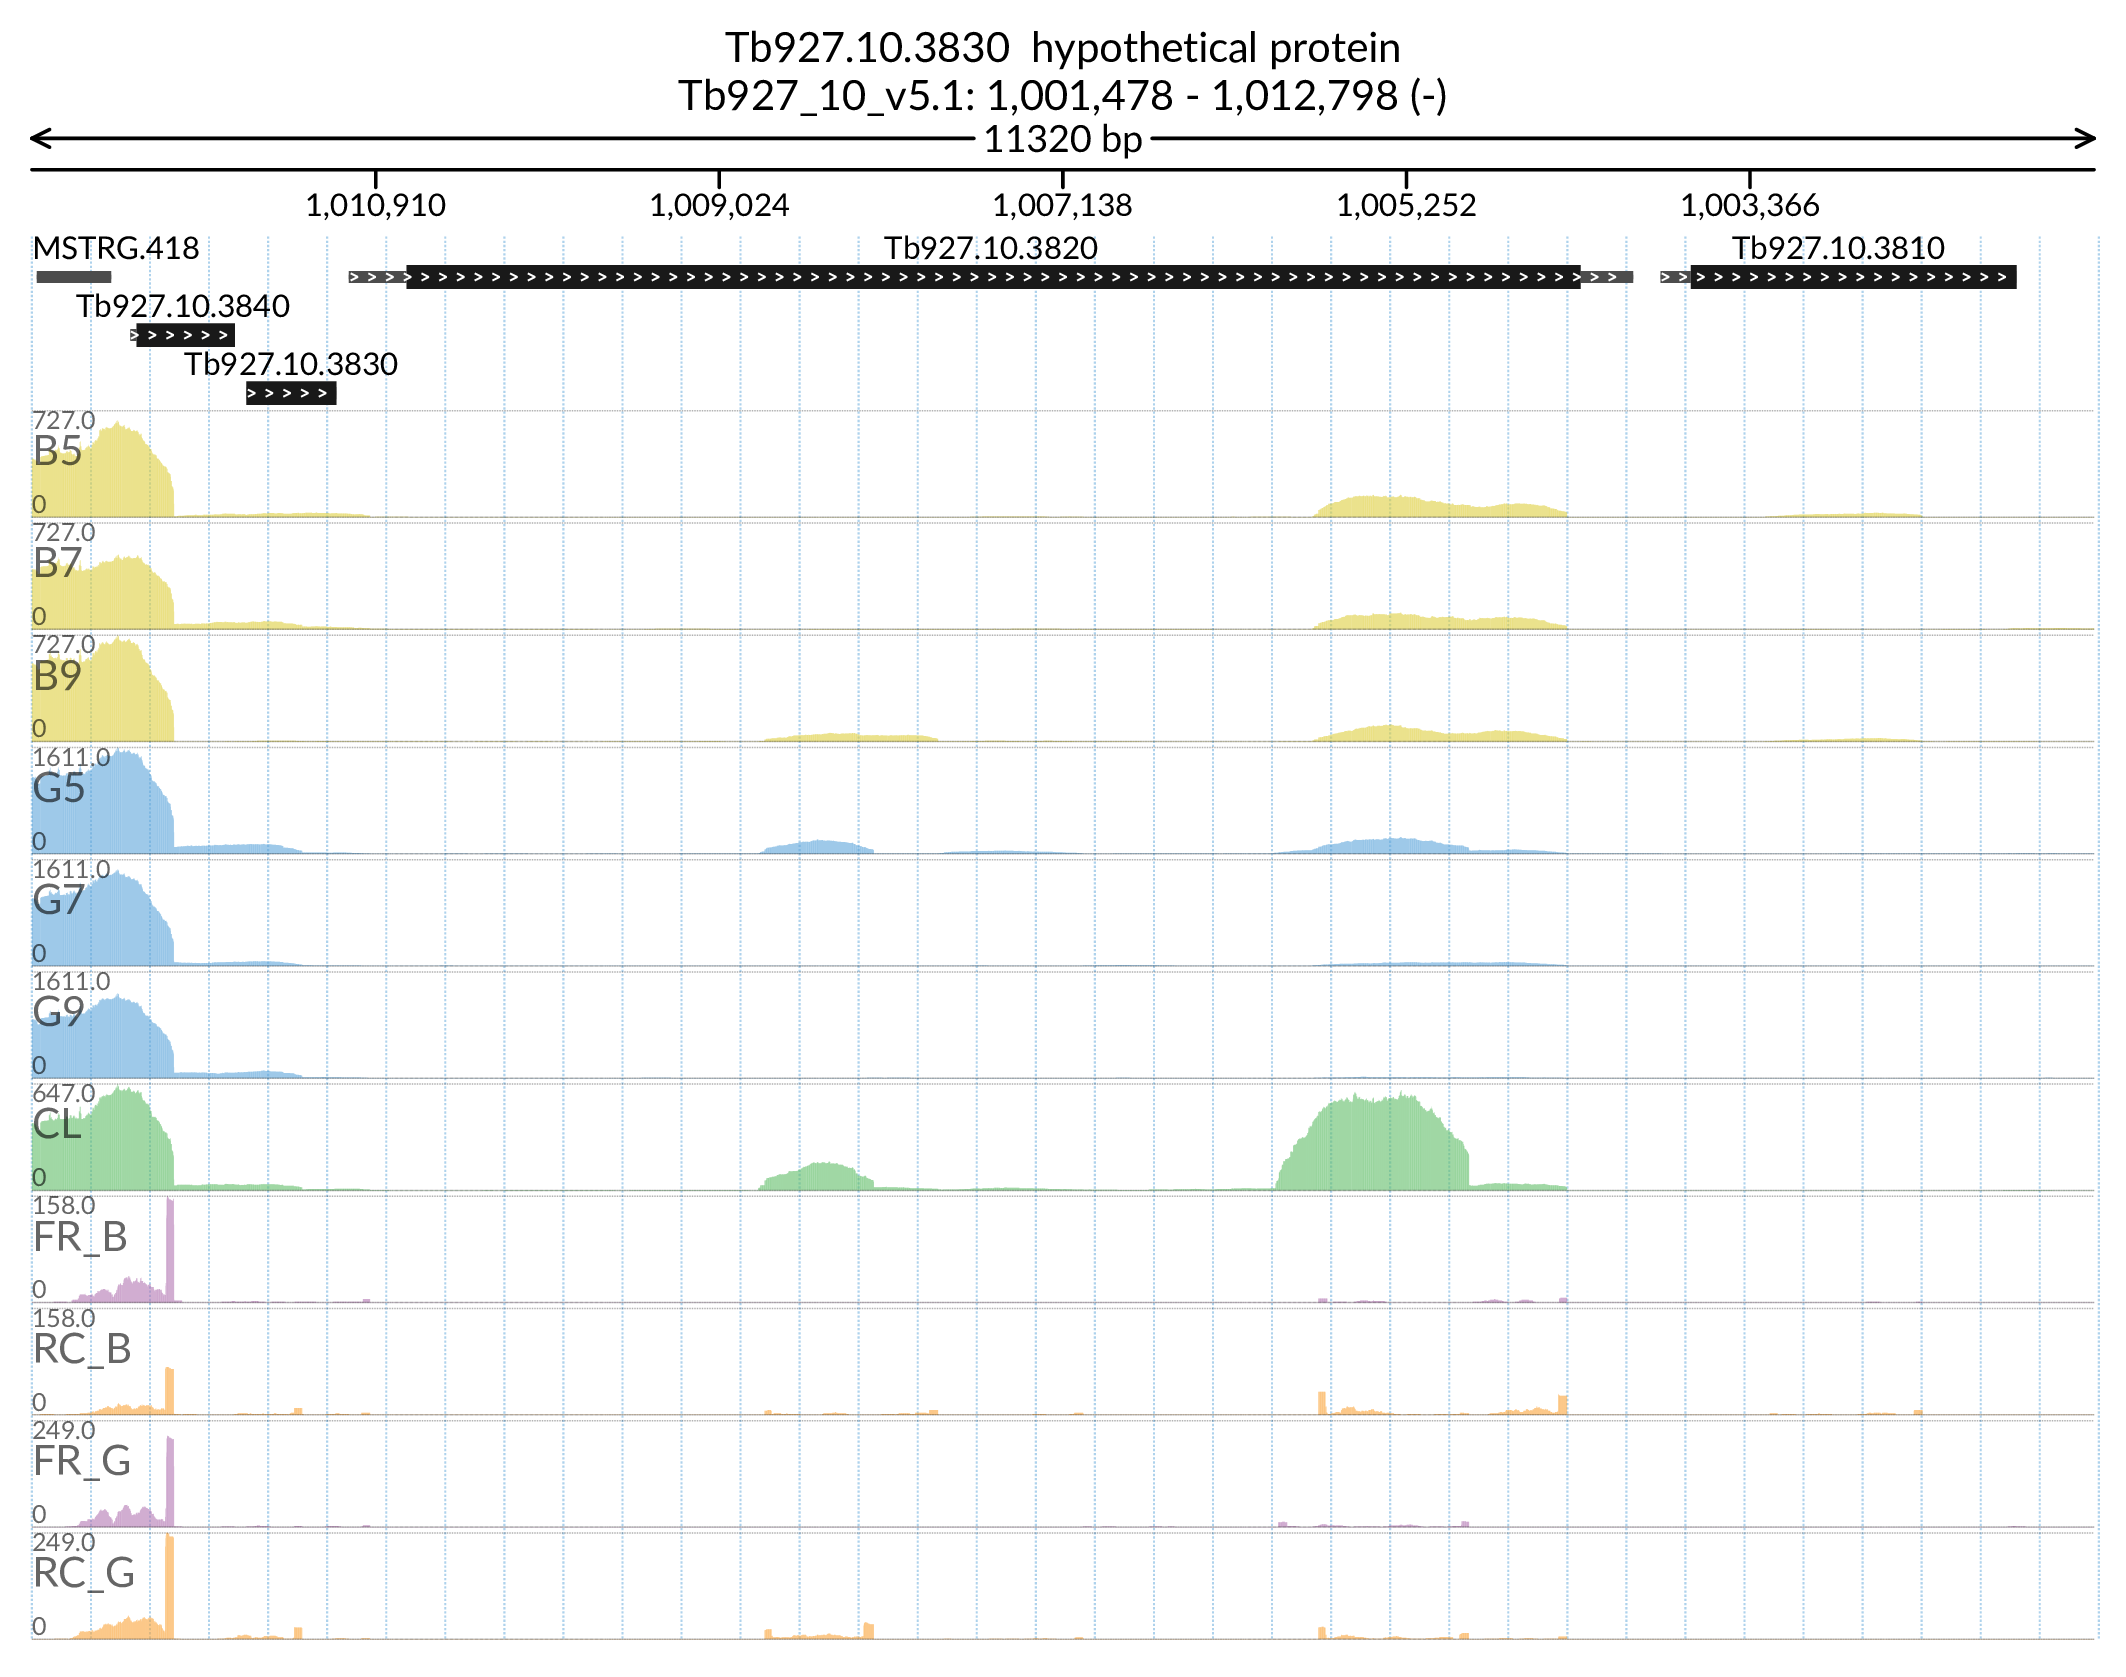 Tb927.10.3830  hypothetical protein
Tb927_10_v5.1: 1,001,478 - 1,012,798 (-)
11320 bp
1,010,910 1,009,024 1,007,138 1,005,252 1,003,366
MSTRG.418 Tb927.10.3820 Tb927.10.3810
Tb927.10.3840
Tb927.10.3830
727.0
B5
0
727.0
B7
0
727.0
B9
0
1611.0
G5
0
1611.0
G7
0
1611.0
G9
0
647.0
CL
0
158.0
FR_B
0
158.0
RC_B
0
249.0
FR_G
0
249.0
RC_G
0